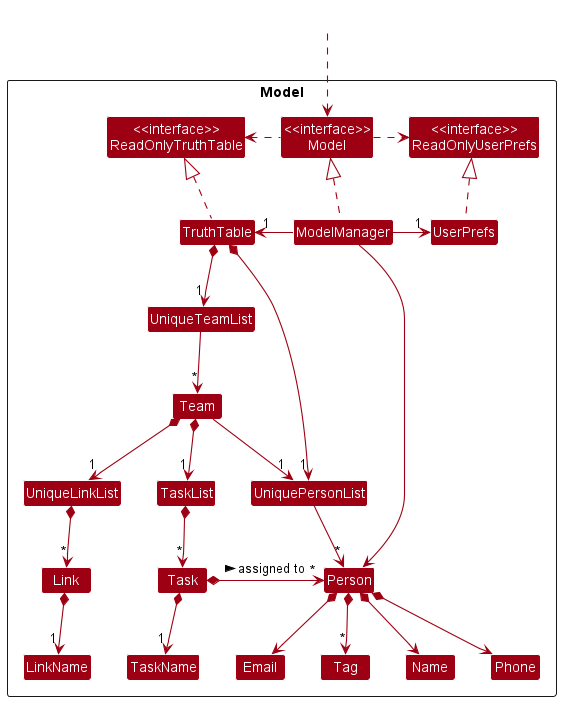 Model
<<interface>>
ReadOnlyTruthTable
<<interface>>
Model
<<interface>>
ReadOnlyUserPrefs
TruthTable
1
ModelManager
1
UserPrefs
1
UniqueTeamList
*
Team
1
1
1
1
UniqueLinkList
TaskList
UniquePersonList
*
*
*
Link
Task
assigned to *
Person
1
1
*
LinkName
TaskName
Email
Tag
Name
Phone